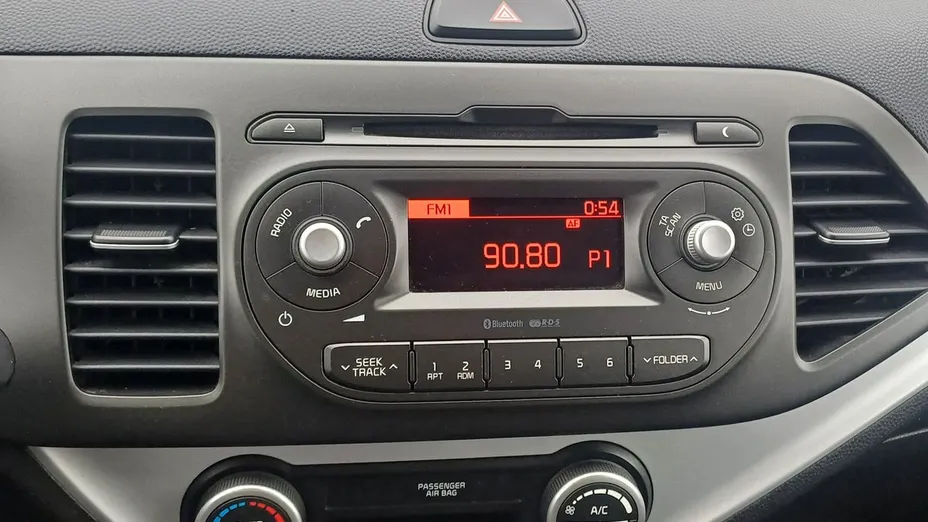 FM1 0:54
AF
90.80 P1
RADIO
MEDIA
TA
SCAN
MENU
Bluetooth R·D·S
SEEK
TRACK
1 2 3 4 5 6
RPT RDM
FOLDER
PASSENGER
AIR BAG
A/C